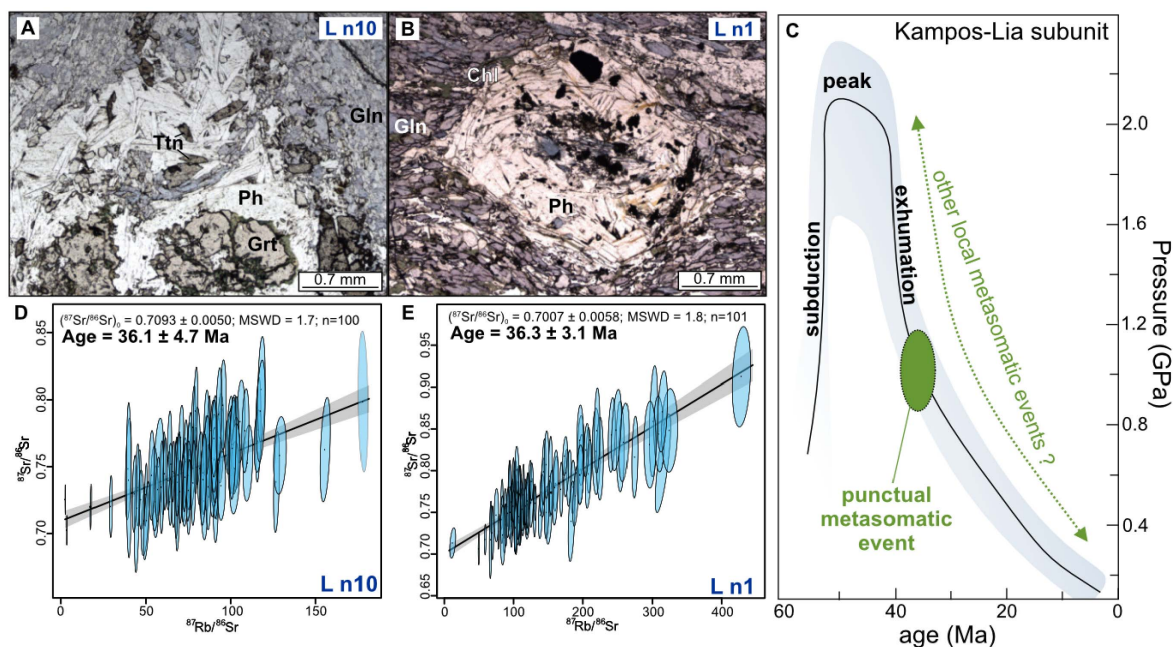 A
L n10
Gln
Ttn
Ph
Grt
0.7 mm
B
L n1
Chl
Gln
Ph
0.7 mm
C
Kampos-Lia subunit
peak
subduction
exhumation
other local metasomatic events ?
punctual
metasomatic
event
2.0
1.6
1.2
0.8
0.4
Pressure (GPa)
60
40
20
0
age (Ma)
D
(⁸⁷Sr/⁸⁶Sr)₀ = 0.7093 ± 0.0050; MSWD = 1.7; n=100
Age = 36.1 ± 4.7 Ma
0.85
0.80
0.70
⁸⁷Sr/⁸⁶Sr
0 50 100 150
⁸⁷Rb/⁸⁶Sr
L n10
E
(⁸⁷Sr/⁸⁶Sr)₀ = 0.7007 ± 0.0058; MSWD = 1.8; n=101
Age = 36.3 ± 3.1 Ma
0.95
0.90
0.80
0.75
0.70
0.65
⁸⁷Sr/⁸⁶Sr
0 100 200 300 400
⁸⁷Rb/⁸⁶Sr
L n1